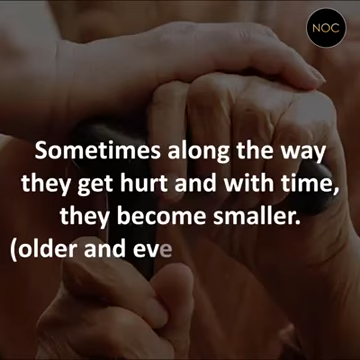 NOC
Sometimes along the way
they get hurt and with time,
they become smaller.
(older and eve